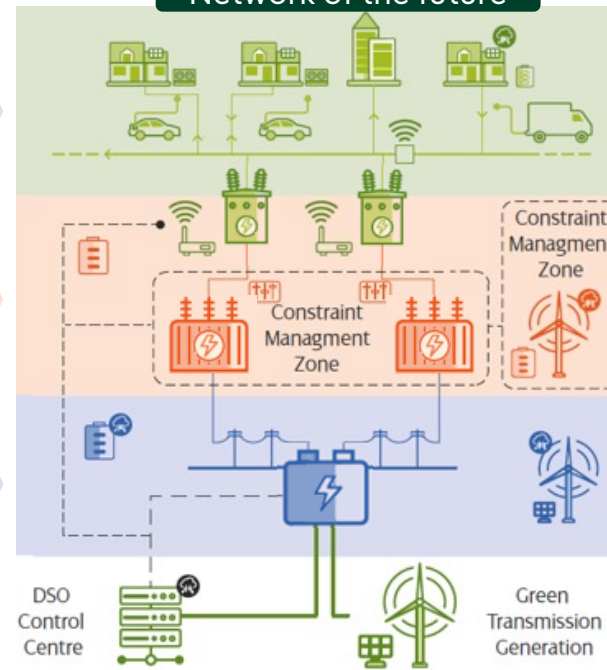 Network of the future
Constraint
Managment
Zone
Constraint
Managment
Zone
DSO
Control
Centre
Green
Transmission
Generation